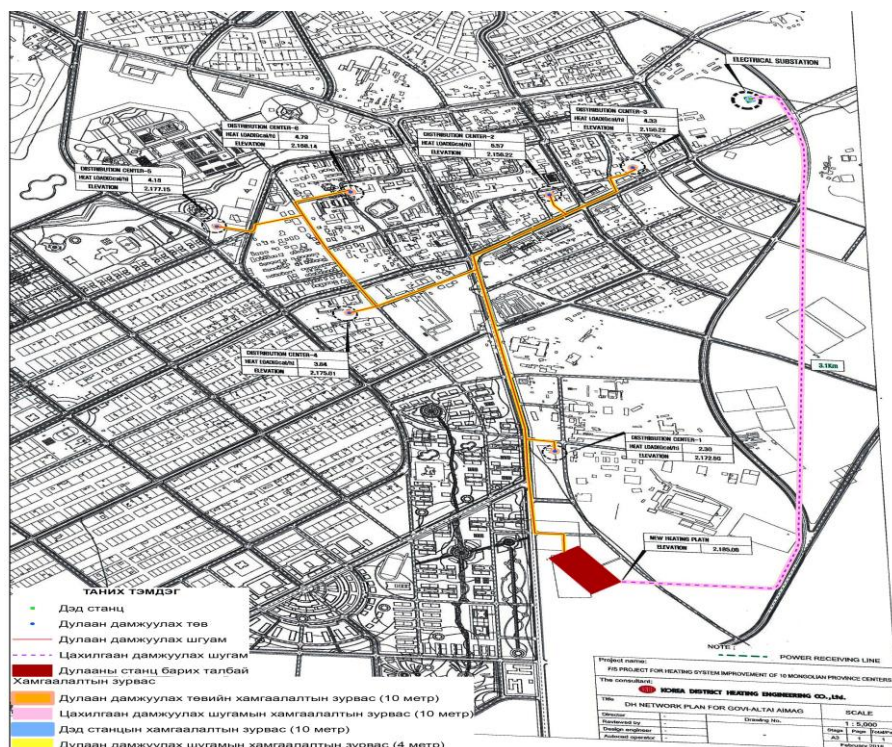 ELECTRICAL SUBSTATION
DISTRIBUTION CENTER-3
HEAT LOAD(Gcal/h) 4.33
ELEVATION 2,150.22
DISTRIBUTION CENTER-2
HEAT LOAD(Gcal/h) 6.57
ELEVATION 2,156.22
DISTRIBUTION CENTER-6
HEAT LOAD(Gcal/h) 4.79
ELEVATION 2,168.14
DISTRIBUTION CENTER-5
HEAT LOAD(Gcal/h) 4.18
ELEVATION 2,177.15
DISTRIBUTION CENTER-4
HEAT LOAD(Gcal/h) 3.64
ELEVATION 2,175.01
3.1Km
DISTRIBUTION CENTER-1
HEAT LOAD(Gcal/h) 2.30
ELEVATION 2,172.50
NEW HEATING PLATN
ELEVATION 2,185.05
ТАНИХ ТЭМДЭГ
Дэд станц
Дулаан дамжуулах төв
Дулаан дамжуулах шгуам
Цахилгаан дамжуулах шугам
Дулааны станц барих талбай
Хамгаалалтын зурвас
Дулаан дамжуулах төвийн хамгаалалтын зурвас (10 метр)
Цахилгаан дамжуулах шугамын хамгаалалтын зурвас (10 метр)
Дэд станцын хамгаалалтын зурвас (10 метр)
Дулаан дамжуулах шугамын хамгаалалтын зурвас (4 метр)
NOTE :
POWER RECEIVING LINE
Project name:
F/S PROJECT FOR HEATING SYSTEM IMPROVEMENT OF 10 MONGOLIAN PROVINCE CENTERS
The consultant:
KOREA DISTRICT HEATING ENGINEERING CO., Ltd.
Title DH NETWORK PLAN FOR GOVI-ALTAI AIMAG SCALE
Director Drawing No. 1 : 5,000
Reviewed by Stage Page
Design engineer A3 1 1
Autocad operator February